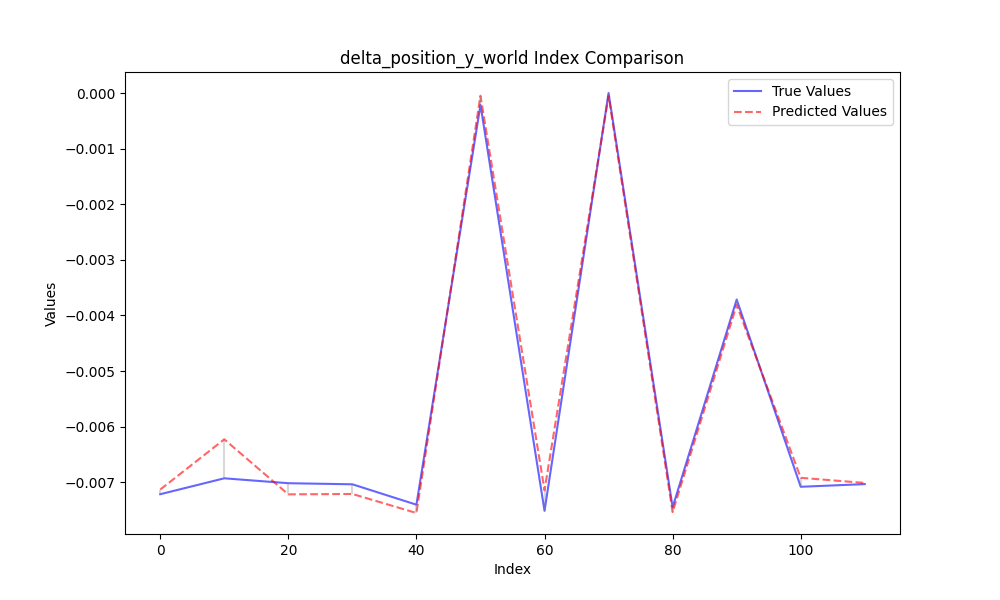 delta_position_y_world Index Comparison
True Values
Predicted Values
0.000
−0.001
−0.002
−0.003
−0.004
−0.005
−0.006
−0.007
Values
0 20 40 60 80 100
Index